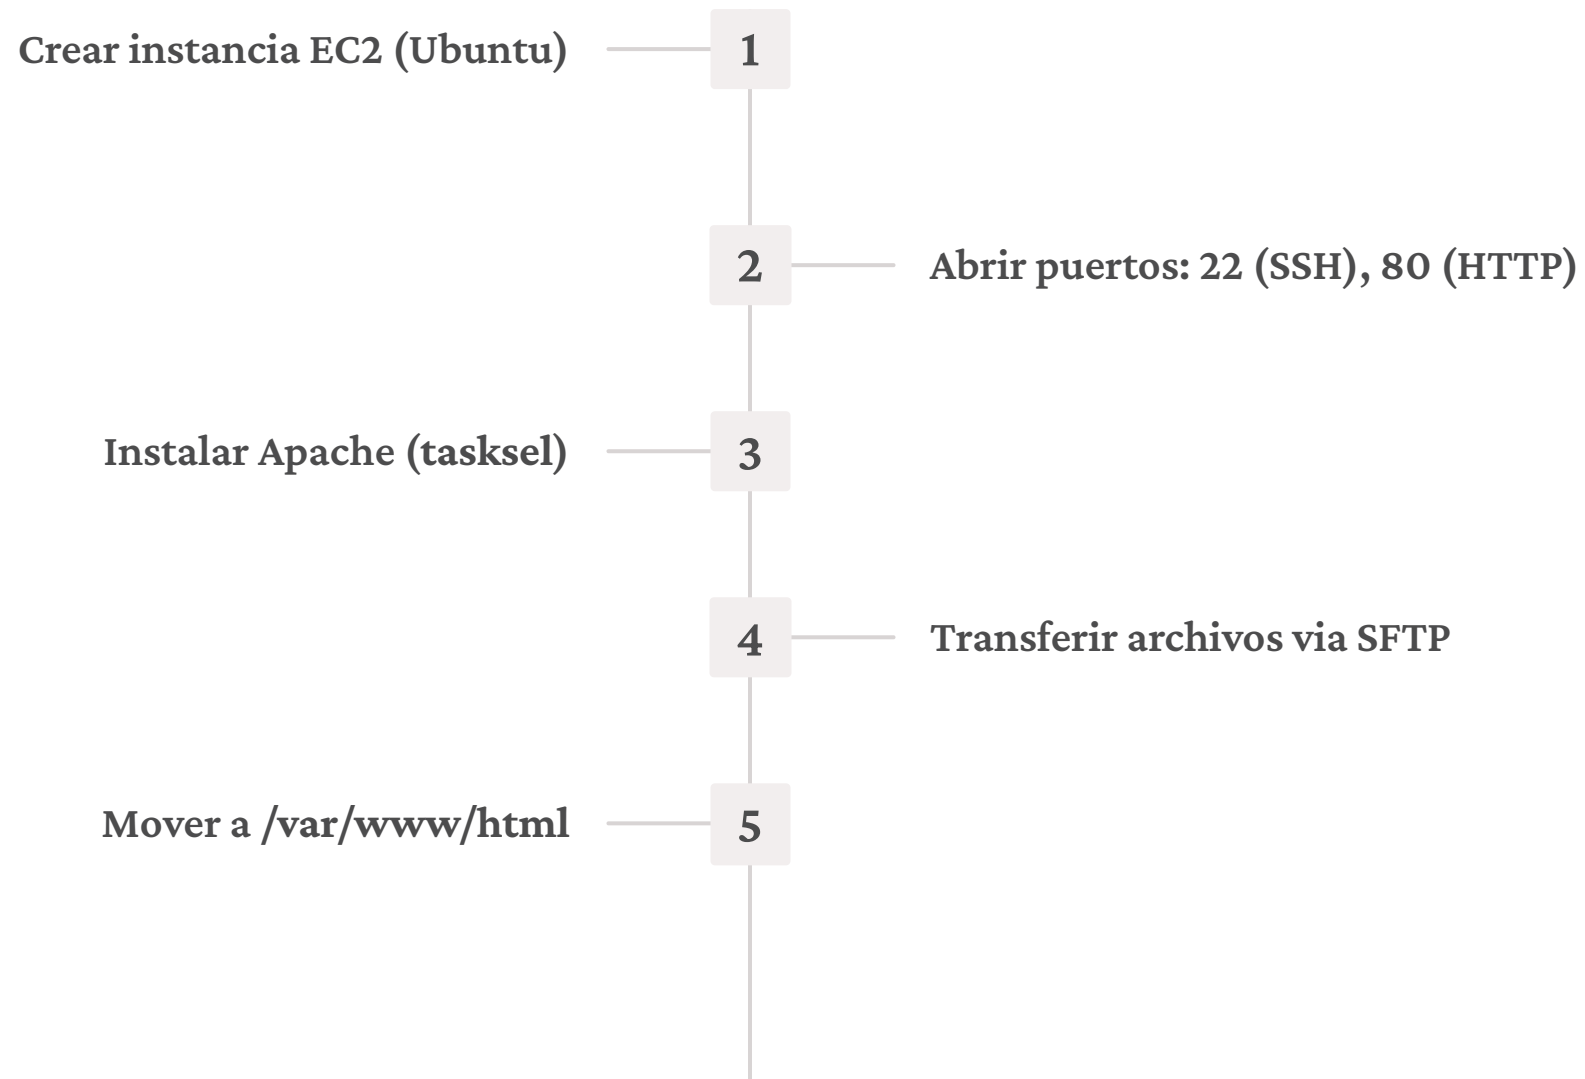 Crear instancia EC2 (Ubuntu)
1
2
Abrir puertos: 22 (SSH), 80 (HTTP)
Instalar Apache (tasksel)
3
4
Transferir archivos via SFTP
Mover a /var/www/html
5